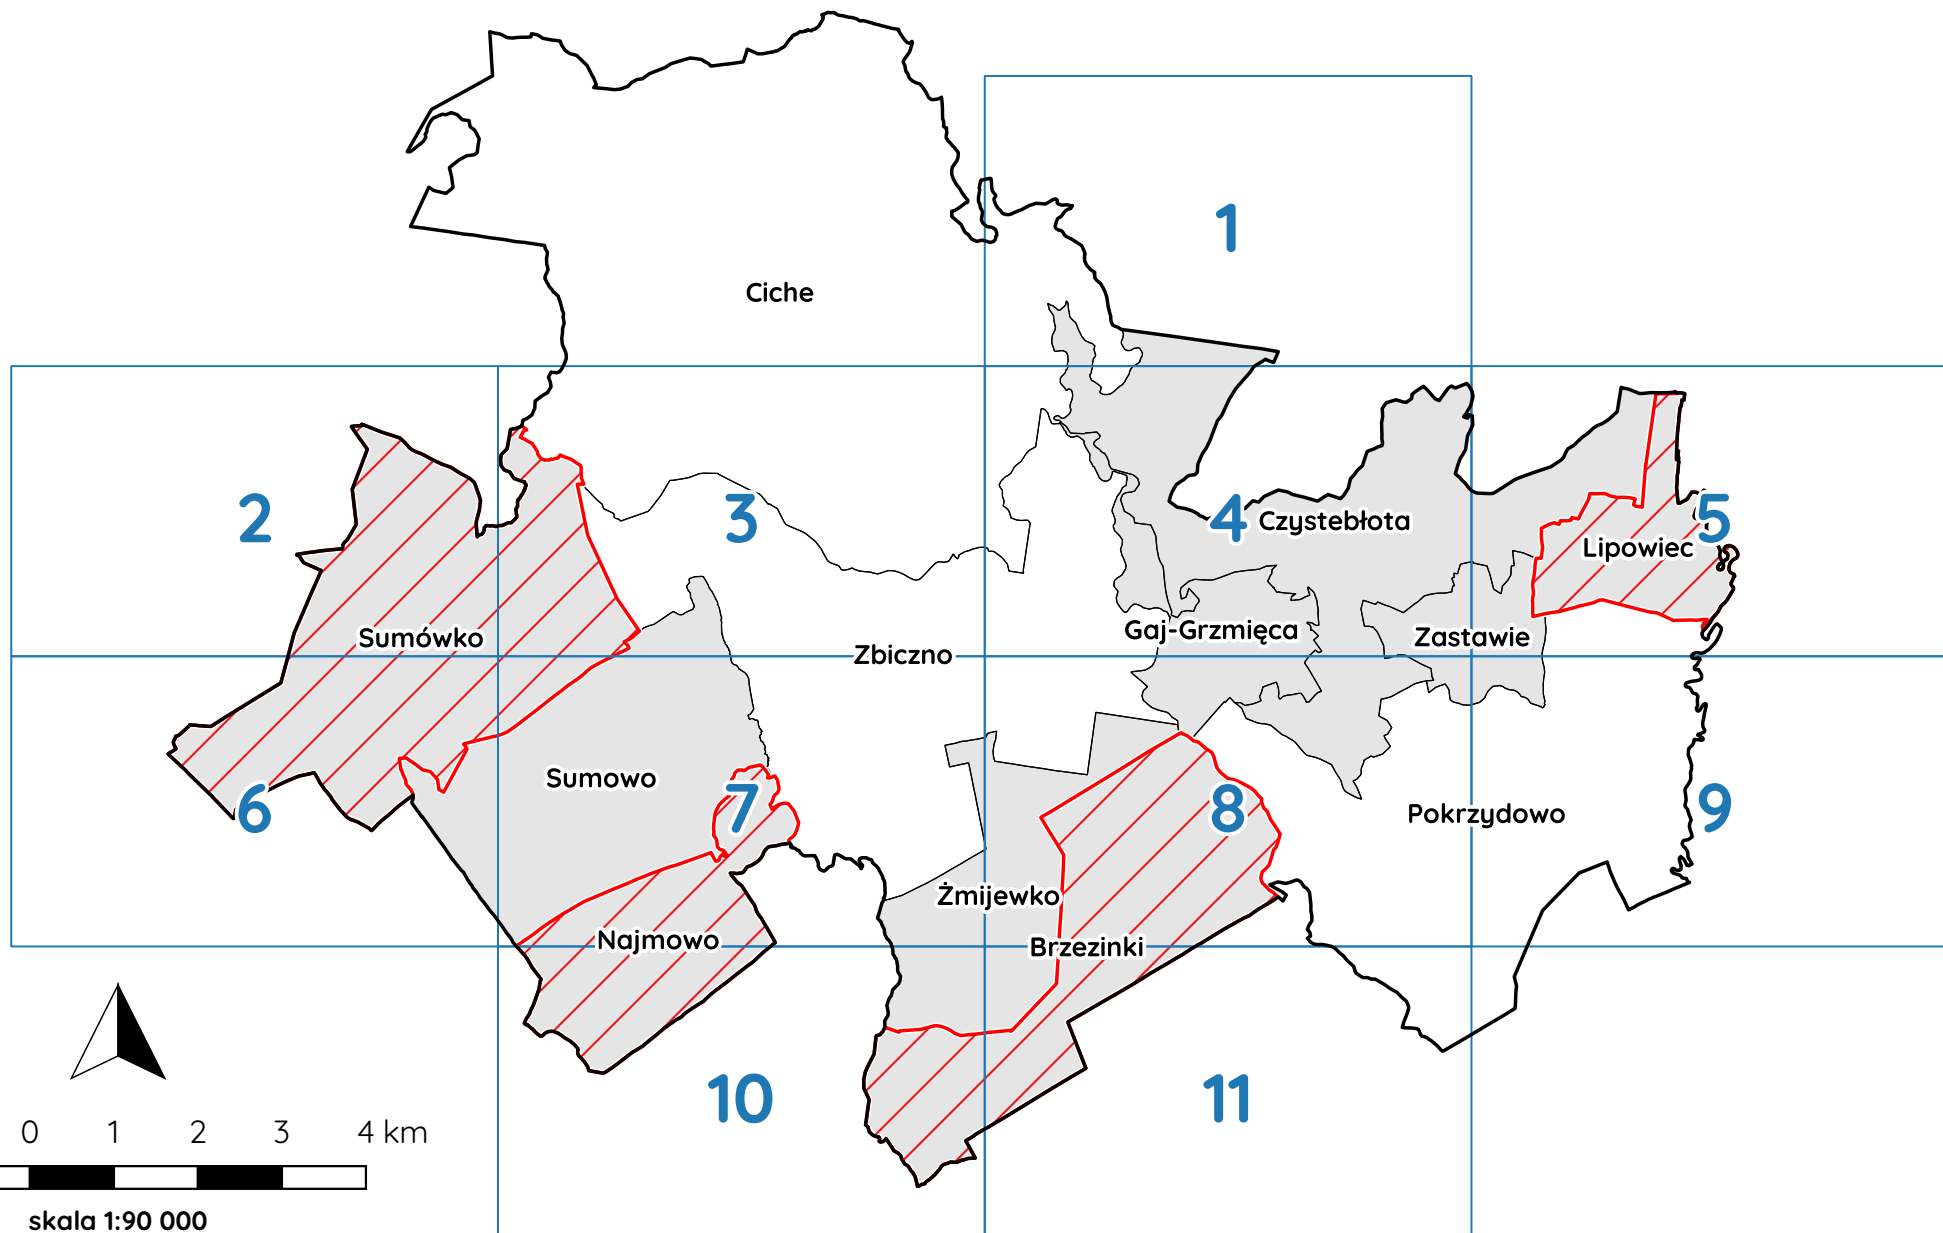 1
Ciche
2
3
4
Czystebłota
5
Lipowiec
Sumówko
Gaj-Grzmięca
Zastawie
Zbiczno
Sumowo
6
7
8
Pokrzydowo
9
Żmijewko
Najmowo
Brzezinki
10
11
0 1 2 3 4 km
skala 1:90 000